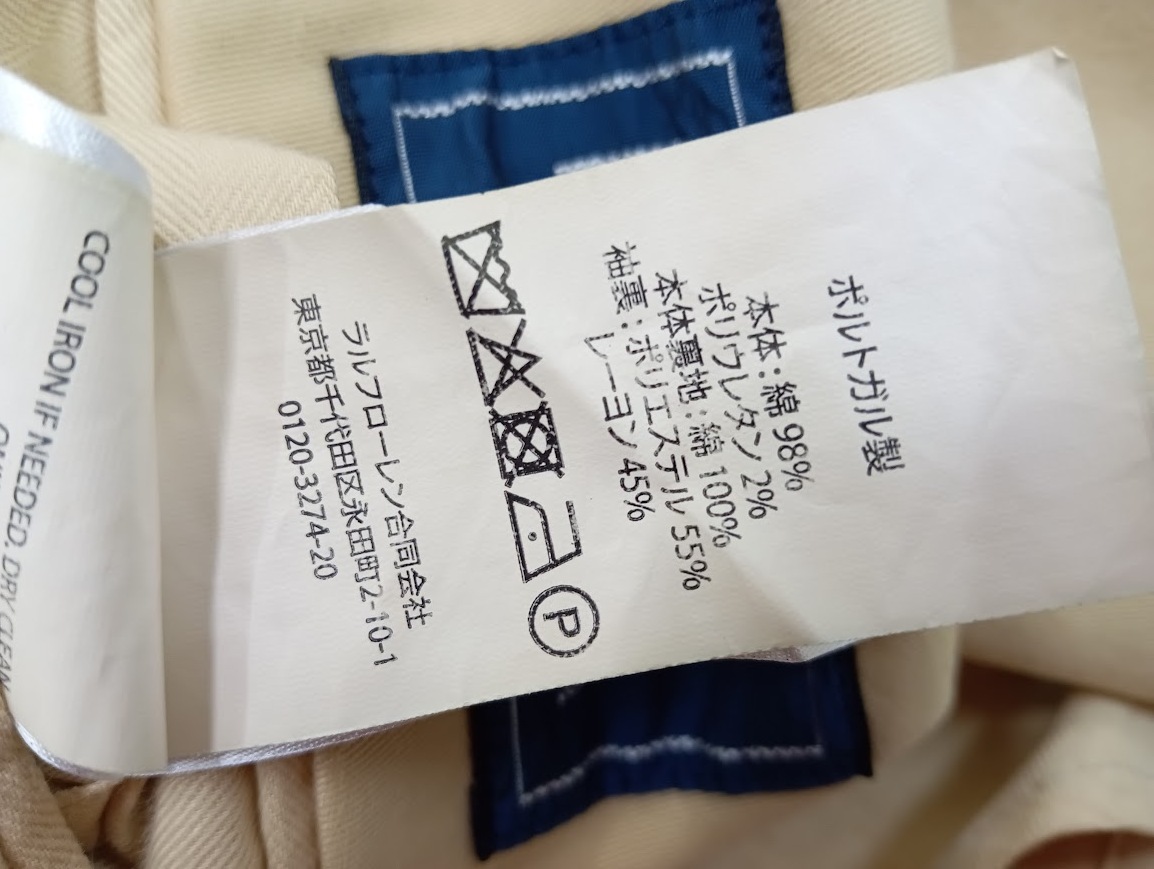 ポルトガル製
本体 : 綿 98%
ポリウレタン 2%
本体裏地 : 綿 100%
袖裏 : ポリエステル 55%
レーヨン 45%
P
ラルフローレン合同会社
東京都千代田区永田町2-10-1
0120-3274-20
COOL IRON IF NEEDED.
DRY CLEAN